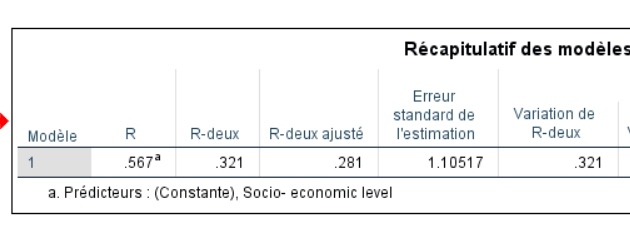 Récapitulatif des modèles
Modèle R R-deux R-deux ajusté Erreur standard de l'estimation Variation de R-deux
1 .567a .321 .281 1.10517 .321
a. Prédicteurs : (Constante), Socio- economic level